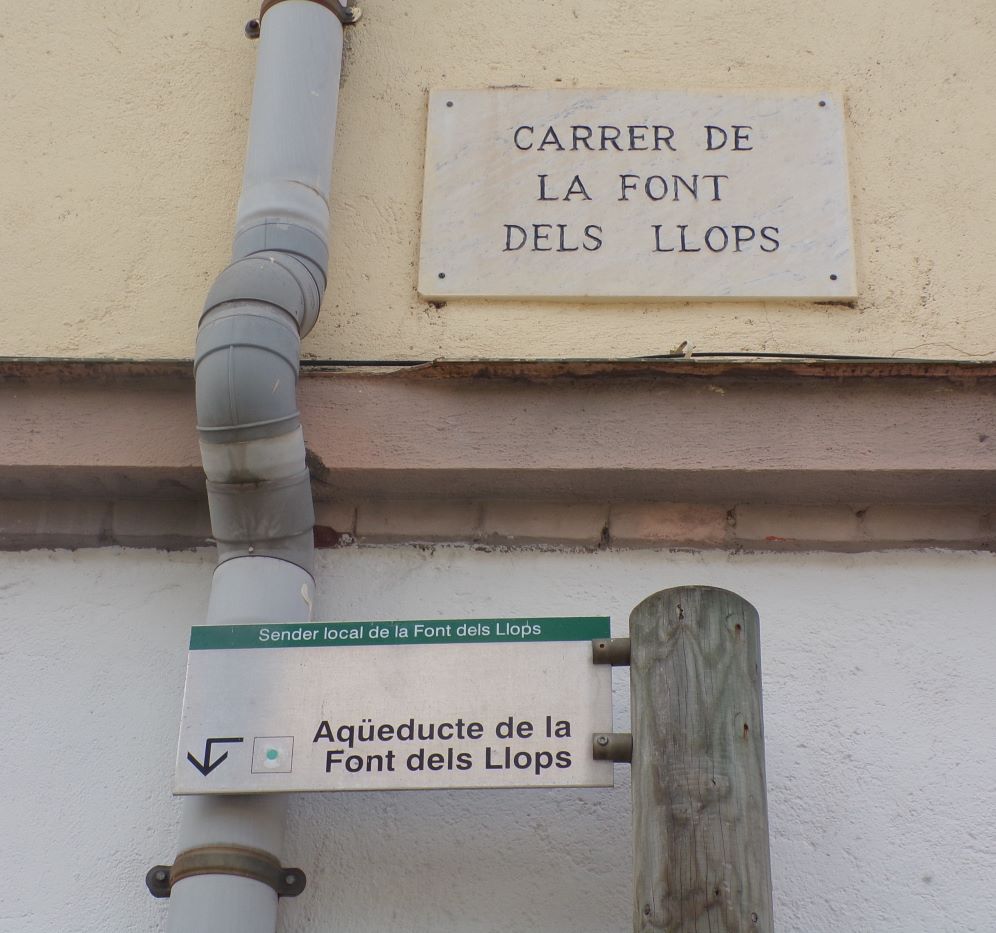 CARRER DE
LA FONT
DELS LLOPS
Sender local de la Font dels Llops
Aqüeducte de la
Font dels Llops